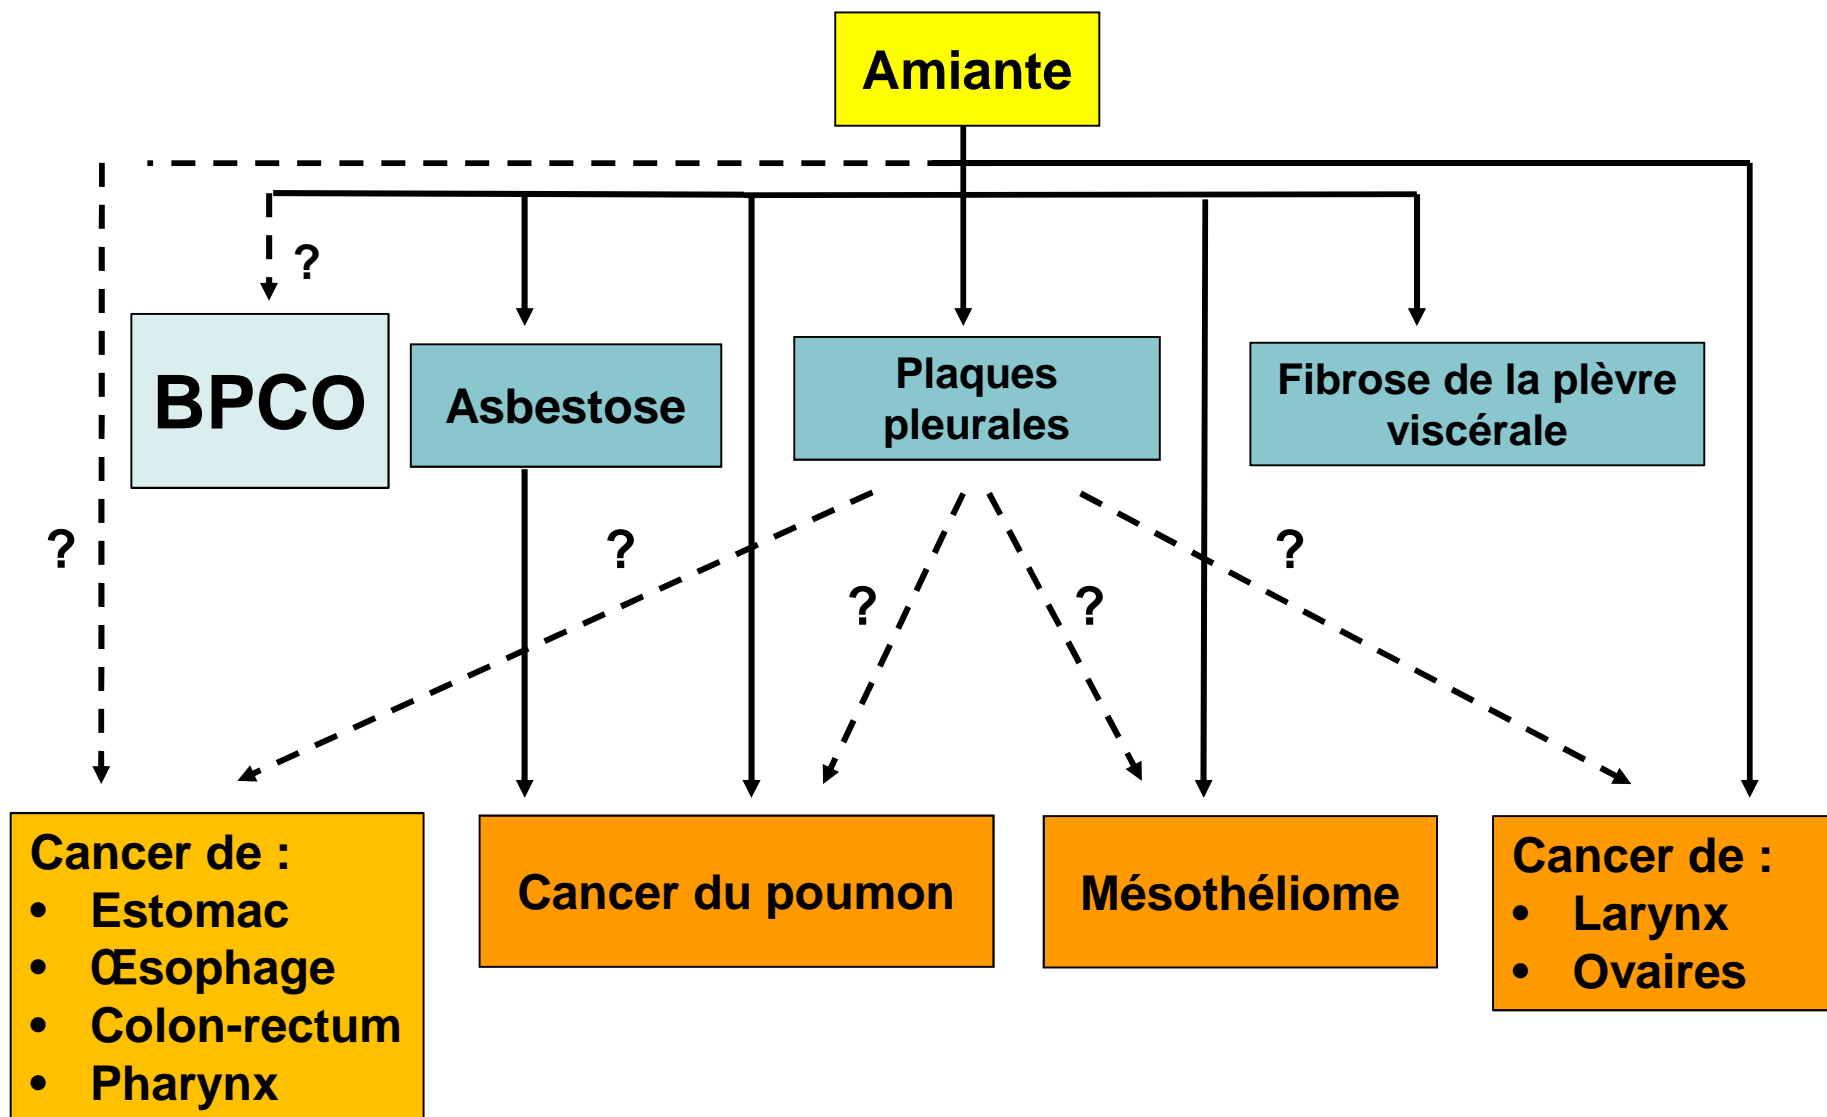 Amiante
?
BPCO
Asbestose
Plaques
pleurales
Fibrose de la plèvre
viscérale
?
?
?
?
?
Cancer de :
• Estomac
• Œsophage
• Colon-rectum
• Pharynx
Cancer du poumon
Mésothéliome
Cancer de :
• Larynx
• Ovaires